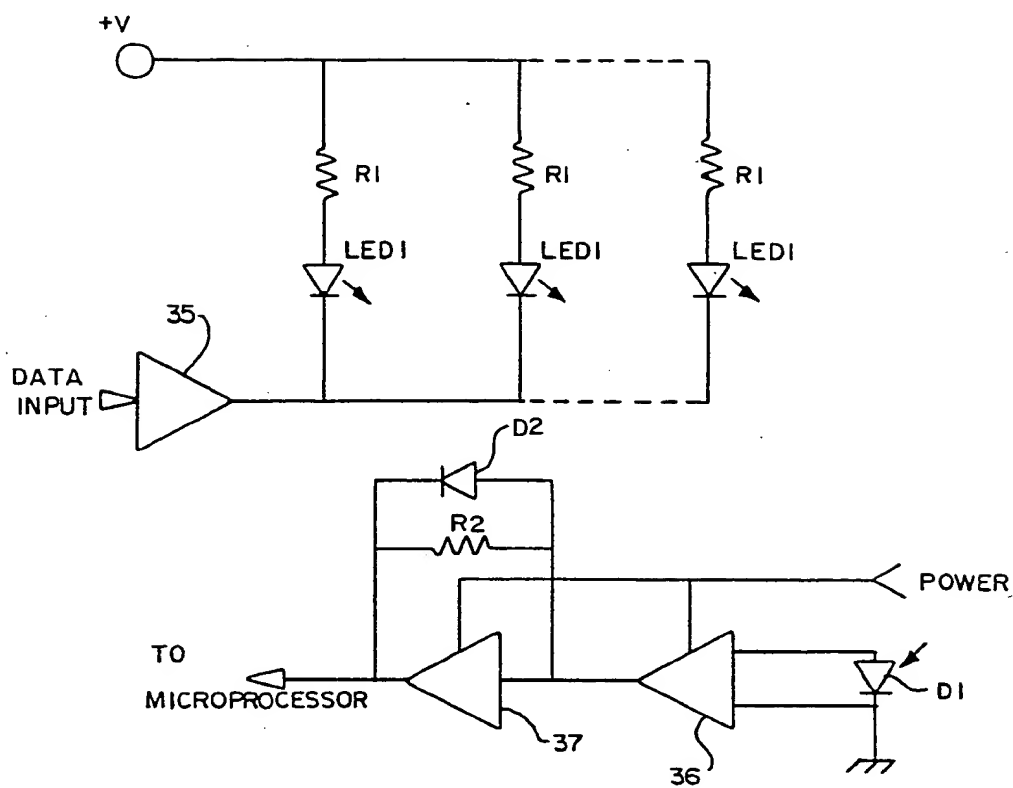 +V
R1
R1
R1
LED1
LED1
LED1
35
DATA
INPUT
D2
R2
POWER
TO
MICROPROCESSOR
D1
37
36